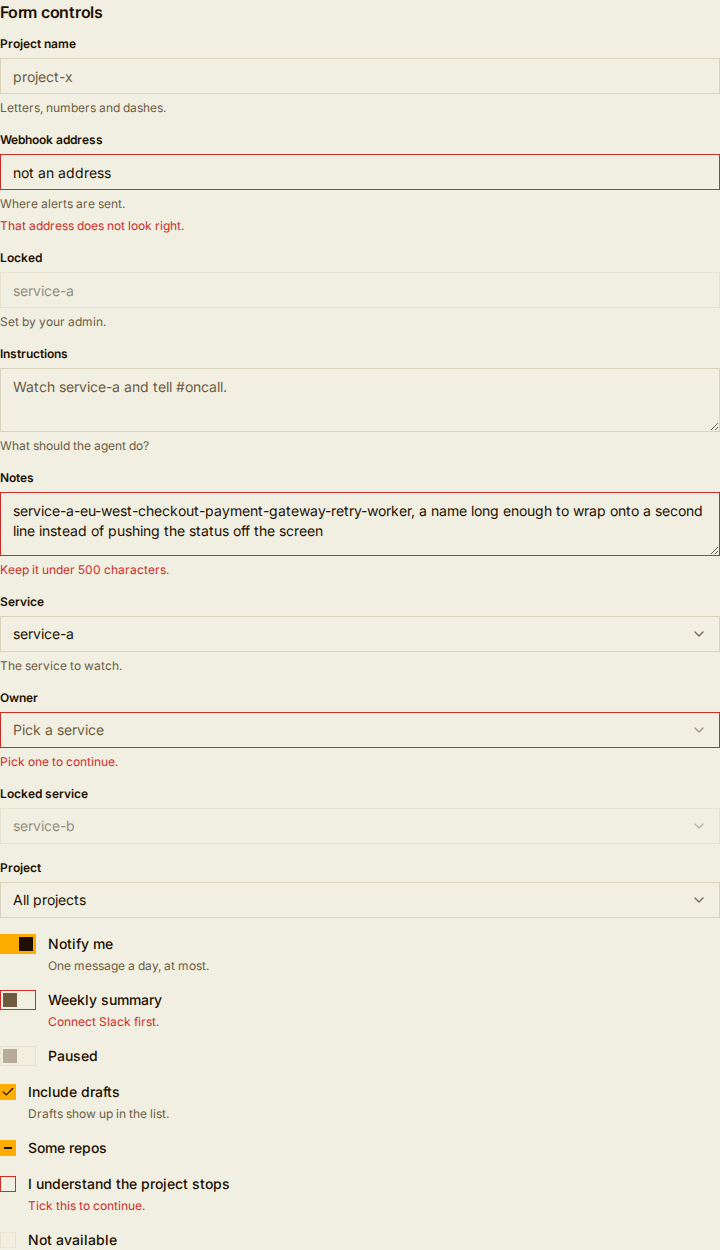 Form controls
Project name
project-x
Letters, numbers and dashes.
Webhook address
not an address
Where alerts are sent.
That address does not look right.
Locked
service-a
Set by your admin.
Instructions
Watch service-a and tell #oncall.
What should the agent do?
Notes
service-a-eu-west-checkout-payment-gateway-retry-worker, a name long enough to wrap onto a second
line instead of pushing the status off the screen
Keep it under 500 characters.
Service
service-a
The service to watch.
Owner
Pick a service
Pick one to continue.
Locked service
service-b
Project
All projects
Notify me
One message a day, at most.
Weekly summary
Connect Slack first.
Paused
Include drafts
Drafts show up in the list.
Some repos
I understand the project stops
Tick this to continue.
Not available